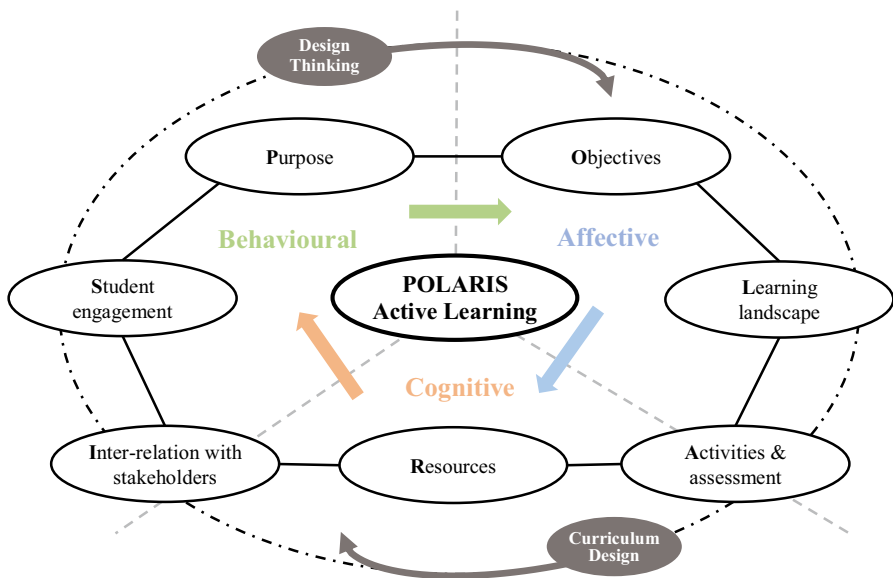 Design
Thinking
Purpose
Objectives
Behavioural
Affective
POLARIS
Active Learning
Student
engagement
Learning
landscape
Cognitive
Inter-relation with
stakeholders
Resources
Activities &
assessment
Curriculum
Design